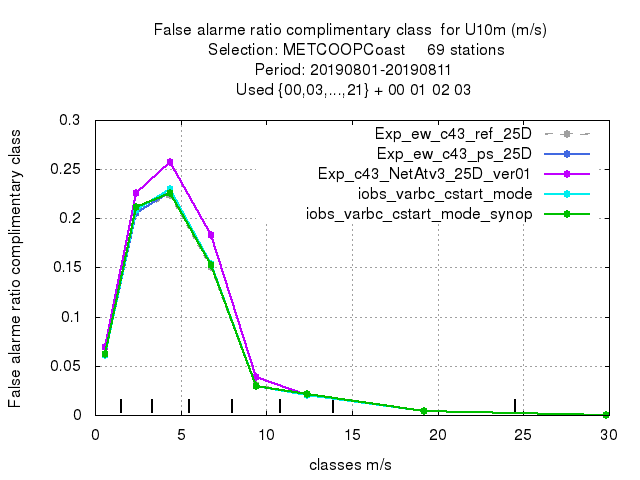 False alarme ratio complimentary class  for U10m (m/s)
Selection: METCOOPCoast     69 stations
Period: 20190801-20190811
Used {00,03,...,21} + 00 01 02 03
False alarme ratio complimentary class
0.3
0.25
0.2
0.15
0.1
0.05
0
Exp_ew_c43_ref_25D
Exp_ew_c43_ps_25D
Exp_c43_NetAtv3_25D_ver01
iobs_varbc_cstart_mode
iobs_varbc_cstart_mode_synop
0 5 10 15 20 25 30
classes m/s